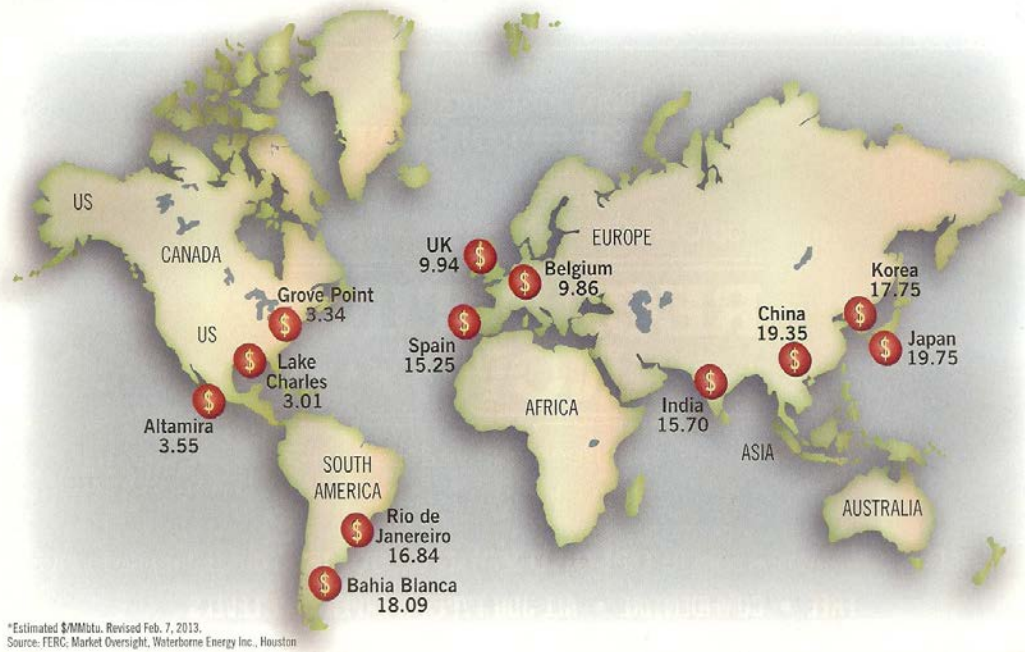 US
CANADA
Grove Point
3.34
US
Lake
Charles
3.01
Altamira
3.55
SOUTH
AMERICA
Rio de
Janereiro
16.84
Bahia Blanca
18.09
UK
9.94
EUROPE
Belgium
9.86
Spain
15.25
AFRICA
India
15.70
ASIA
China
19.35
Korea
17.75
Japan
19.75
AUSTRALIA
*Estimated $/MMbtu. Revised Feb. 7, 2013.
Source: FERC; Market Oversight, Waterborne Energy Inc., Houston